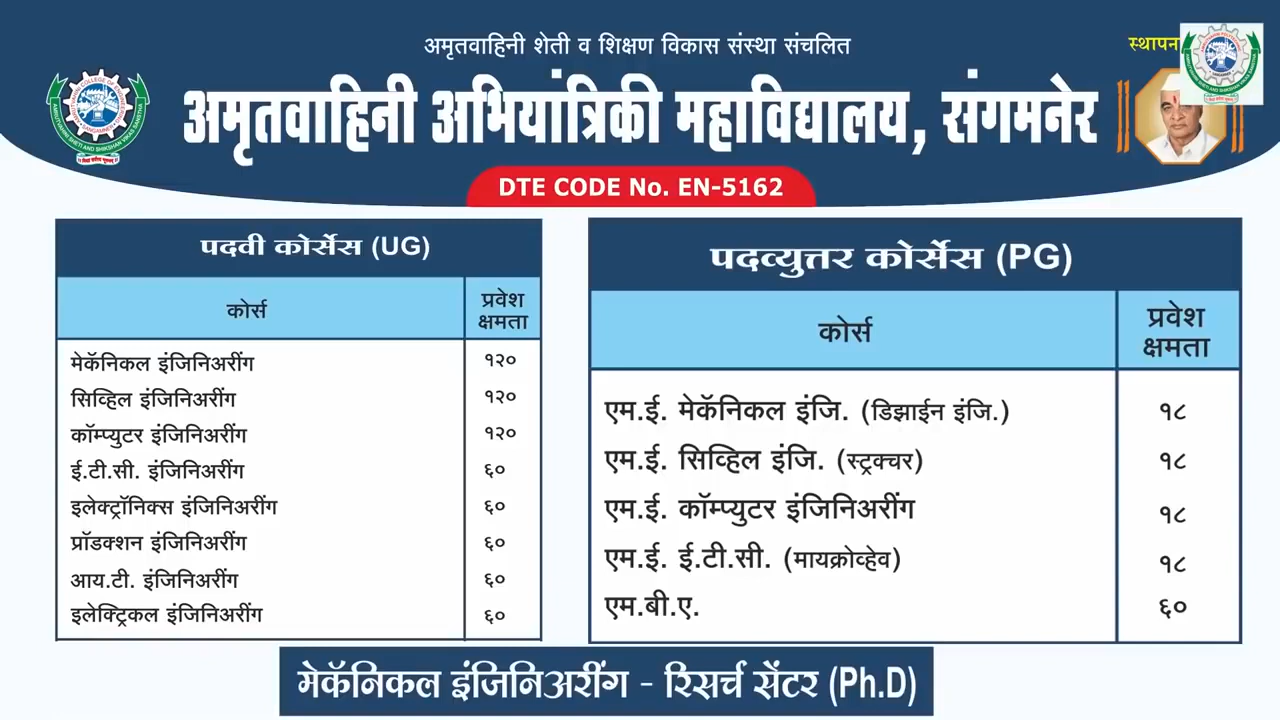 अमृतवाहिनी शेती व शिक्षण विकास संस्था संचलित
स्थापन
अमृतवाहिनी अभियांत्रिकी महाविद्यालय, संगमनेर
DTE CODE No. EN-5162
पदवी कोर्सेस (UG)
कोर्स प्रवेश क्षमता
मेकॅनिकल इंजिनिअरींग १२०
सिव्हिल इंजिनिअरींग १२०
कॉम्प्युटर इंजिनिअरींग १२०
ई.टी.सी. इंजिनिअरींग ६०
इलेक्ट्रॉनिक्स इंजिनिअरींग ६०
प्रॉडक्शन इंजिनिअरींग ६०
आय.टी. इंजिनिअरींग ६०
इलेक्ट्रिकल इंजिनिअरींग ६०
पदव्युत्तर कोर्सेस (PG)
कोर्स प्रवेश क्षमता
एम.ई. मेकॅनिकल इंजि. (डिझाईन इंजि.) १८
एम.ई. सिव्हिल इंजि. (स्ट्रक्चर) १८
एम.ई. कॉम्प्युटर इंजिनिअरींग १८
एम.ई. ई.टी.सी. (मायक्रोव्हेव) १८
एम.बी.ए. ६०
मेकॅनिकल इंजिनिअरींग - रिसर्च सेंटर (Ph.D)